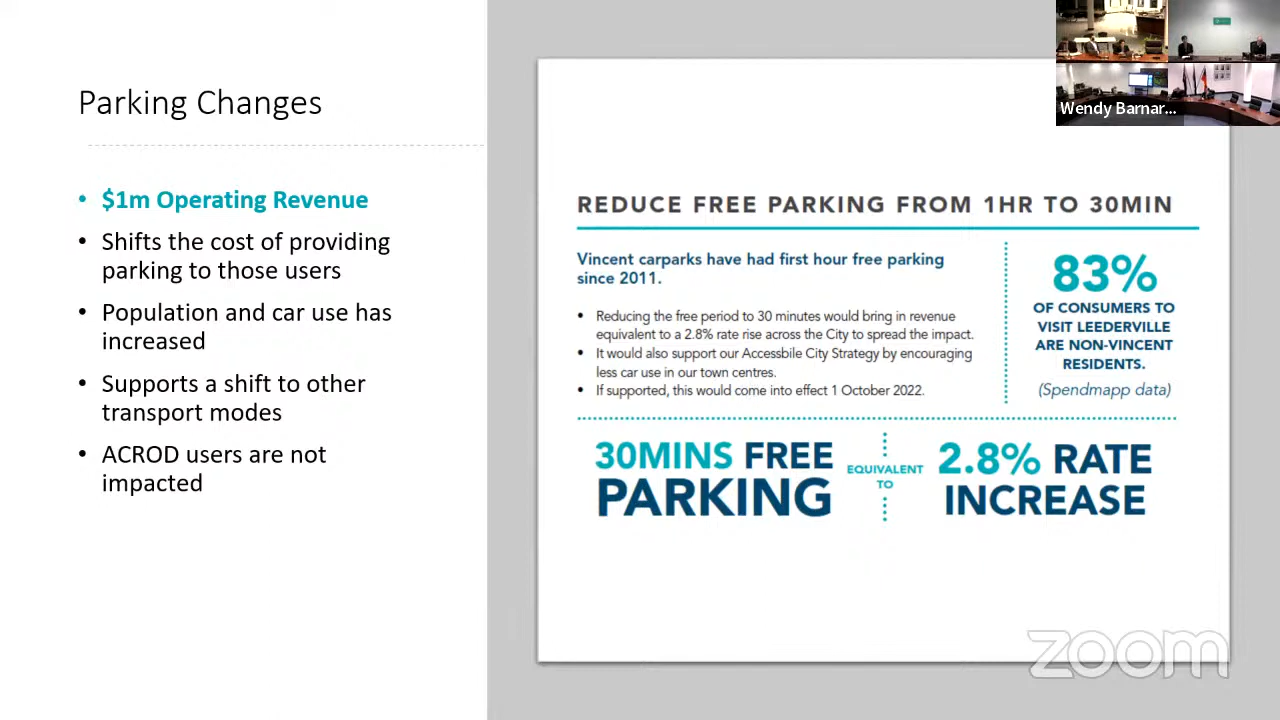 Parking Changes
• $1m Operating Revenue
• Shifts the cost of providing
parking to those users
• Population and car use has
increased
• Supports a shift to other
transport modes
• ACROD users are not
impacted
Wendy Barnar...
REDUCE FREE PARKING FROM 1HR TO 30MIN
Vincent carparks have had first hour free parking
since 2011.
• Reducing the free period to 30 minutes would bring in revenue
equivalent to a 2.8% rate rise across the City to spread the impact.
• It would also support our Accessbile City Strategy by encouraging
less car use in our town centres.
• If supported, this would come into effect 1 October 2022.
83%
OF CONSUMERS TO
VISIT LEEDERVILLE
ARE NON-VINCENT
RESIDENTS.
(Spendmapp data)
30MINS FREE
PARKING
EQUIVALENT
TO
2.8% RATE
INCREASE
zoom